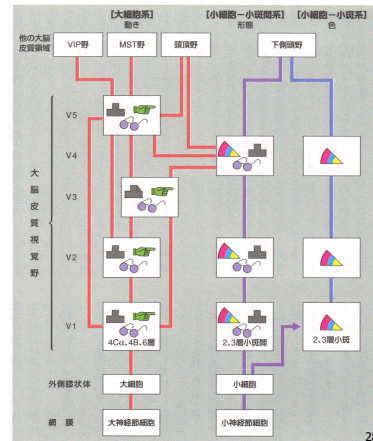 [大細胞系]
動き
[小細胞－小斑間系]
形態
[小細胞－小斑系]
色
他の大脳
皮質領域
VIP野
MST野
頭頂野
下側頭野
V5
V4
V3
V2
V1
大脳皮質視覚野
4Cα、4B、6層
2、3層小斑間
2、3層小斑
外側膝状体
大細胞
小細胞
網膜
大神経節細胞
小神経節細胞